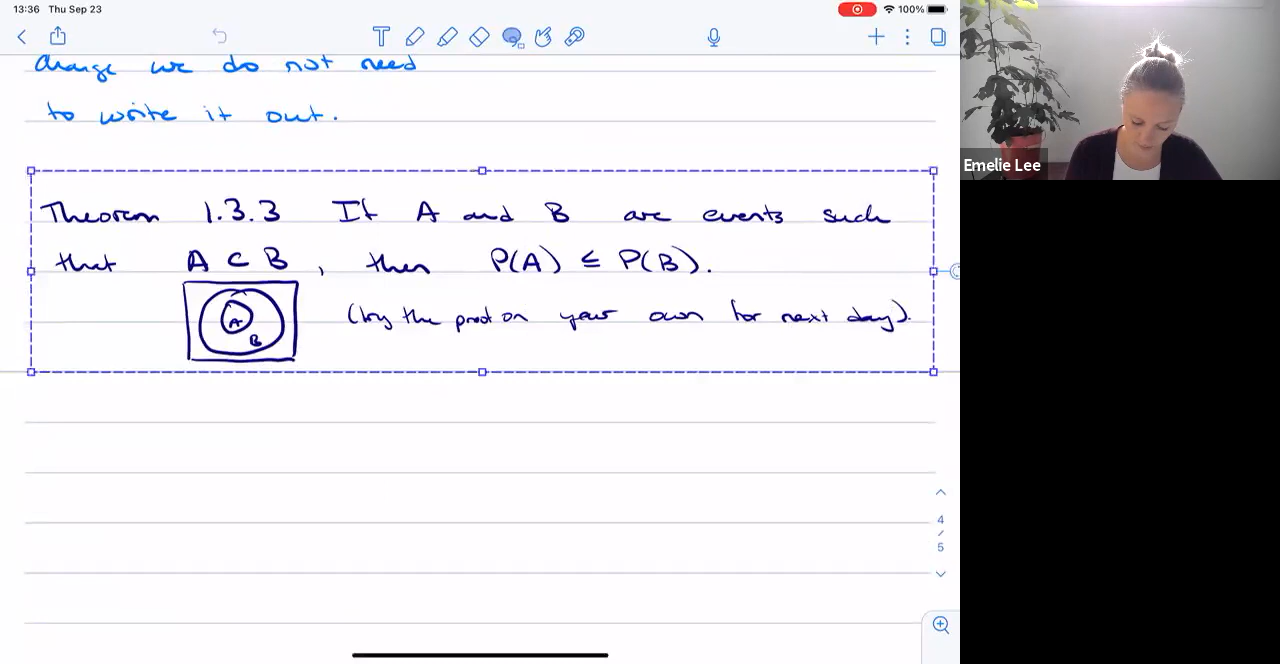 13:36 Thu Sep 23
100%
change we do not need
to write it out.
Theorem 1.3.3 If A and B are events such
that A ⊂ B, then P(A) ≤ P(B).
A
B
(try the proof on your own for next day).
4
/
5
Emelie Lee